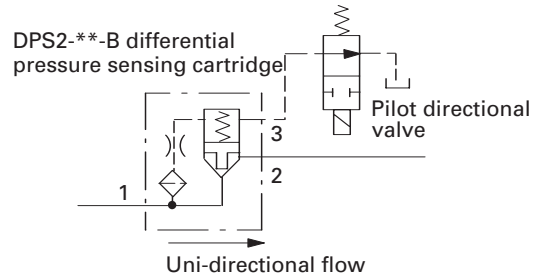 DPS2-**-B differential
pressure sensing cartridge
Pilot directional
valve
3
2
1
Uni-directional flow